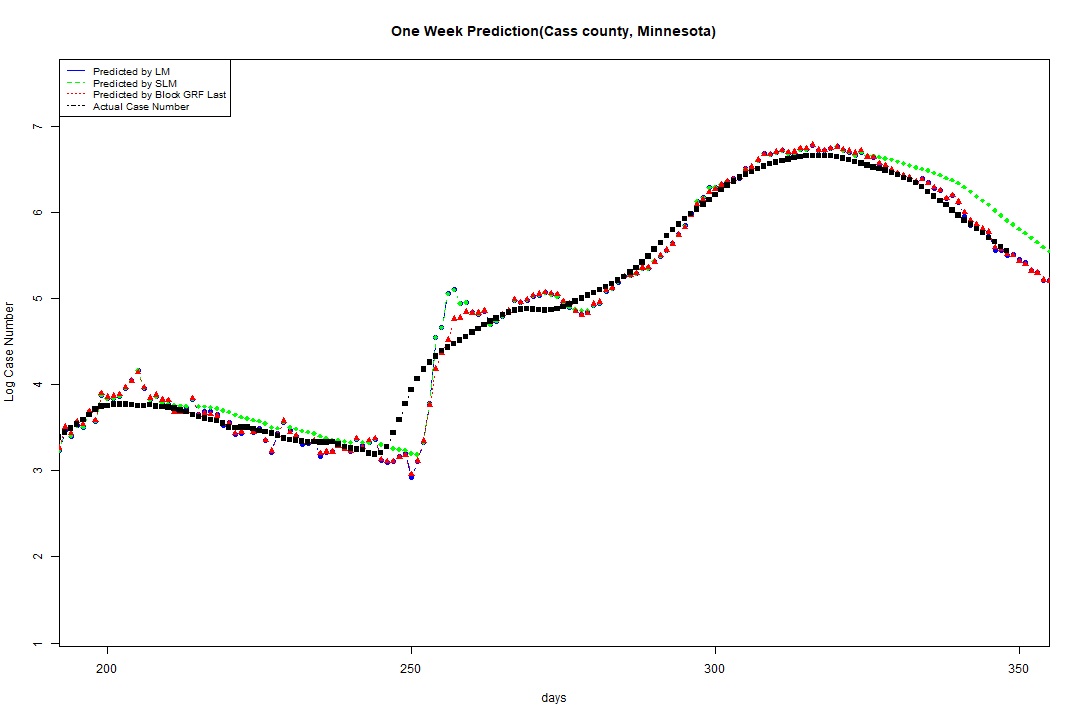 One Week Prediction(Cass county, Minnesota)
Predicted by LM
Predicted by SLM
Predicted by Block GRF Last
Actual Case Number
7
6
5
4
3
2
1
Log Case Number
200 250 300 350
days